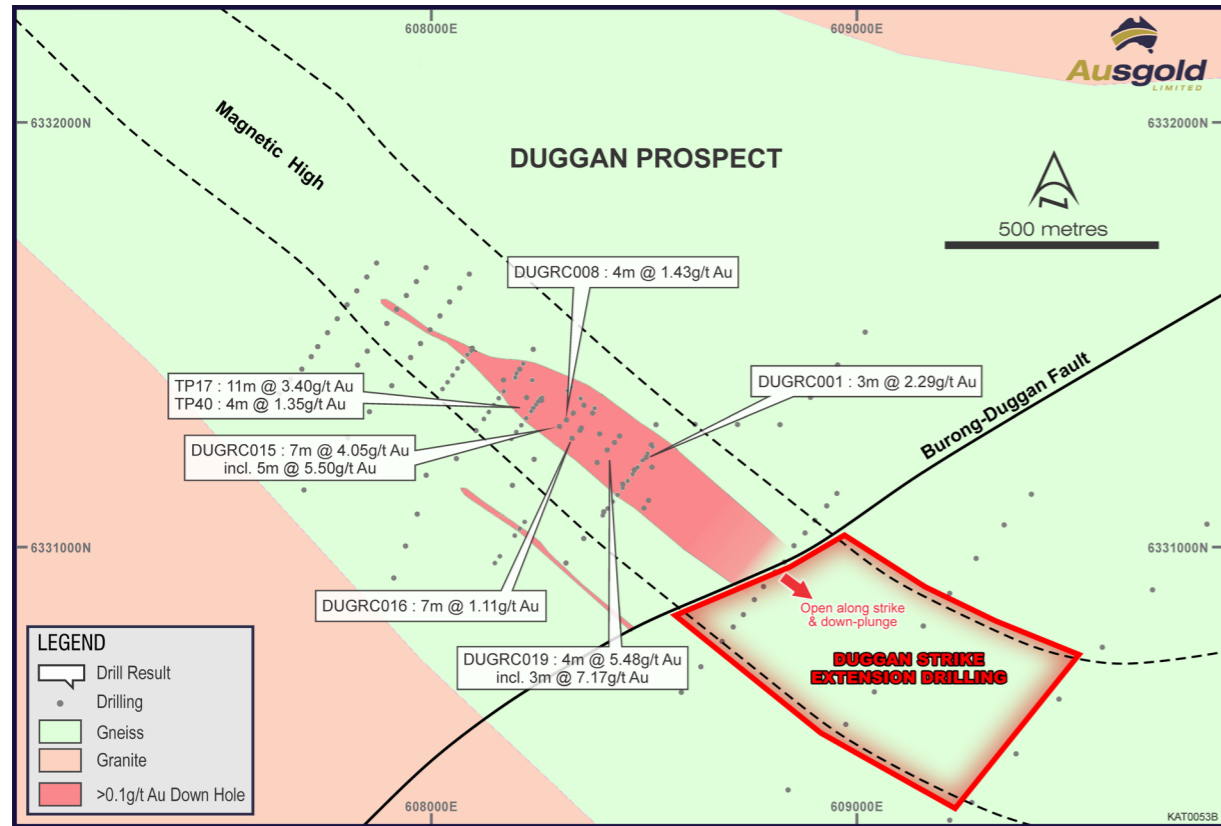 608000E
609000E
Ausgold
LIMITED
6332000N
6332000N
Magnetic High
DUGGAN PROSPECT
N
500 metres
DUGRC008 : 4m @ 1.43g/t Au
Burong-Duggan Fault
TP17 : 11m @ 3.40g/t Au
TP40 : 4m @ 1.35g/t Au
DUGRC001 : 3m @ 2.29g/t Au
DUGRC015 : 7m @ 4.05g/t Au
incl. 5m @ 5.50g/t Au
6331000N
6331000N
DUGRC016 : 7m @ 1.11g/t Au
Open along strike
& down-plunge
DUGRC019 : 4m @ 5.48g/t Au
incl. 3m @ 7.17g/t Au
DUGGAN STRIKE
EXTENSION DRILLING
LEGEND
Drill Result
Drilling
Gneiss
Granite
>0.1g/t Au Down Hole
608000E
609000E
KAT0053B